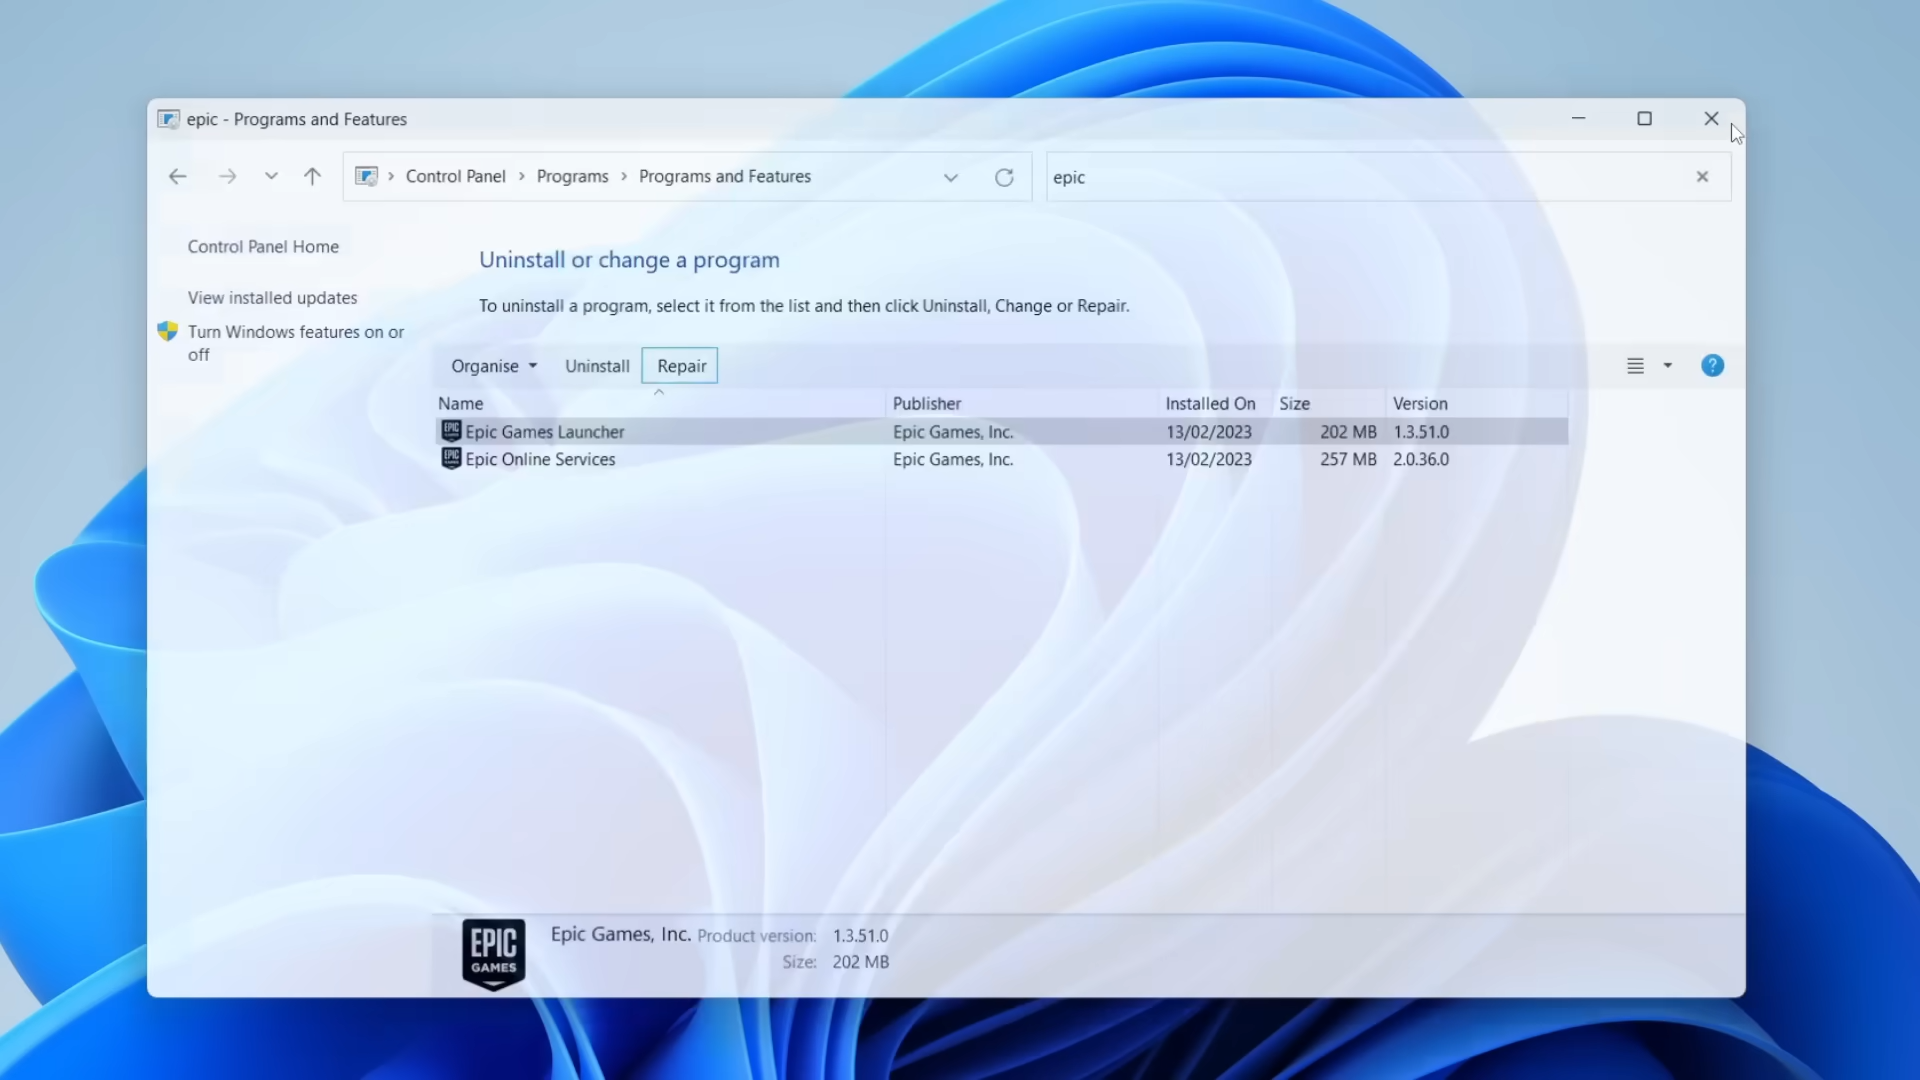 epic - Programs and Features
Control Panel > Programs > Programs and Features
epic
Control Panel Home
View installed updates
Turn Windows features on or
off
Uninstall or change a program
To uninstall a program, select it from the list and then click Uninstall, Change or Repair.
Organise Uninstall Repair
?
Name Publisher Installed On Size Version
EPIC Epic Games Launcher Epic Games, Inc. 13/02/2023 202 MB 1.3.51.0
EPIC Epic Online Services Epic Games, Inc. 13/02/2023 257 MB 2.0.36.0
EPIC
GAMES
Epic Games, Inc. Product version: 1.3.51.0
Size: 202 MB